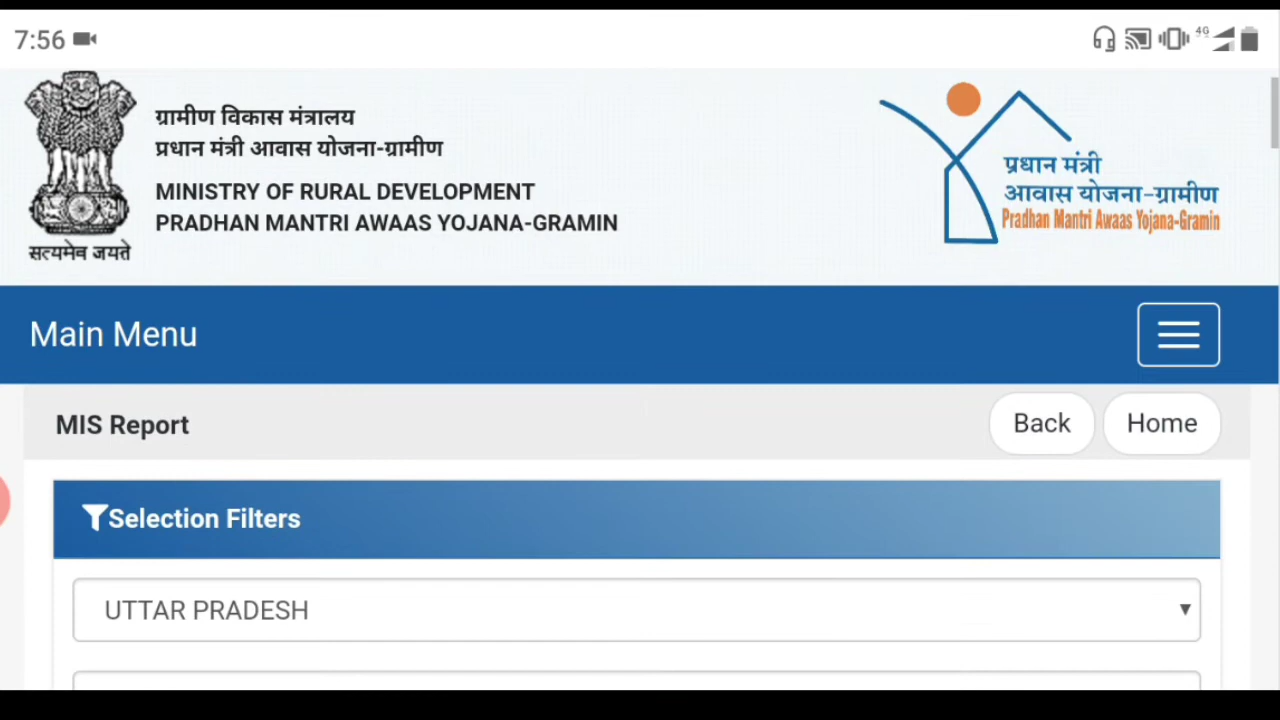 7:56
4G
ग्रामीण विकास मंत्रालय
प्रधान मंत्री आवास योजना-ग्रामीण
MINISTRY OF RURAL DEVELOPMENT
PRADHAN MANTRI AWAAS YOJANA-GRAMIN
सत्यमेव जयते
प्रधान मंत्री
आवास योजना-ग्रामीण
Pradhan Mantri Awaas Yojana-Gramin
Main Menu
MIS Report
Back
Home
Selection Filters
UTTAR PRADESH